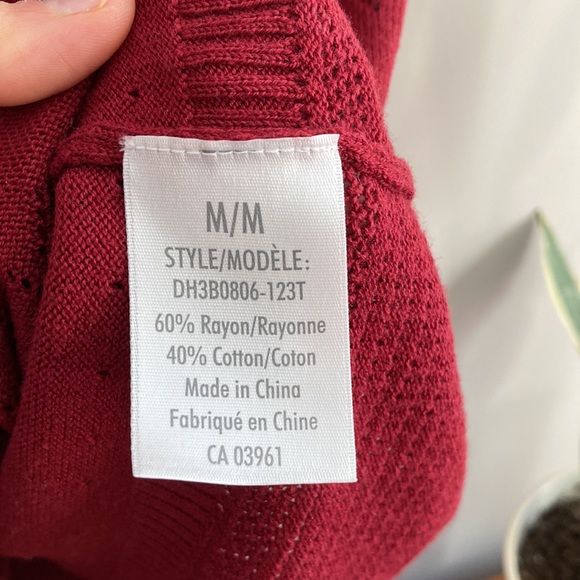 M/M
STYLE/MODÈLE:
DH3B0806-123T
60% Rayon/Rayonne
40% Cotton/Coton
Made in China
Fabriqué en Chine
CA 03961